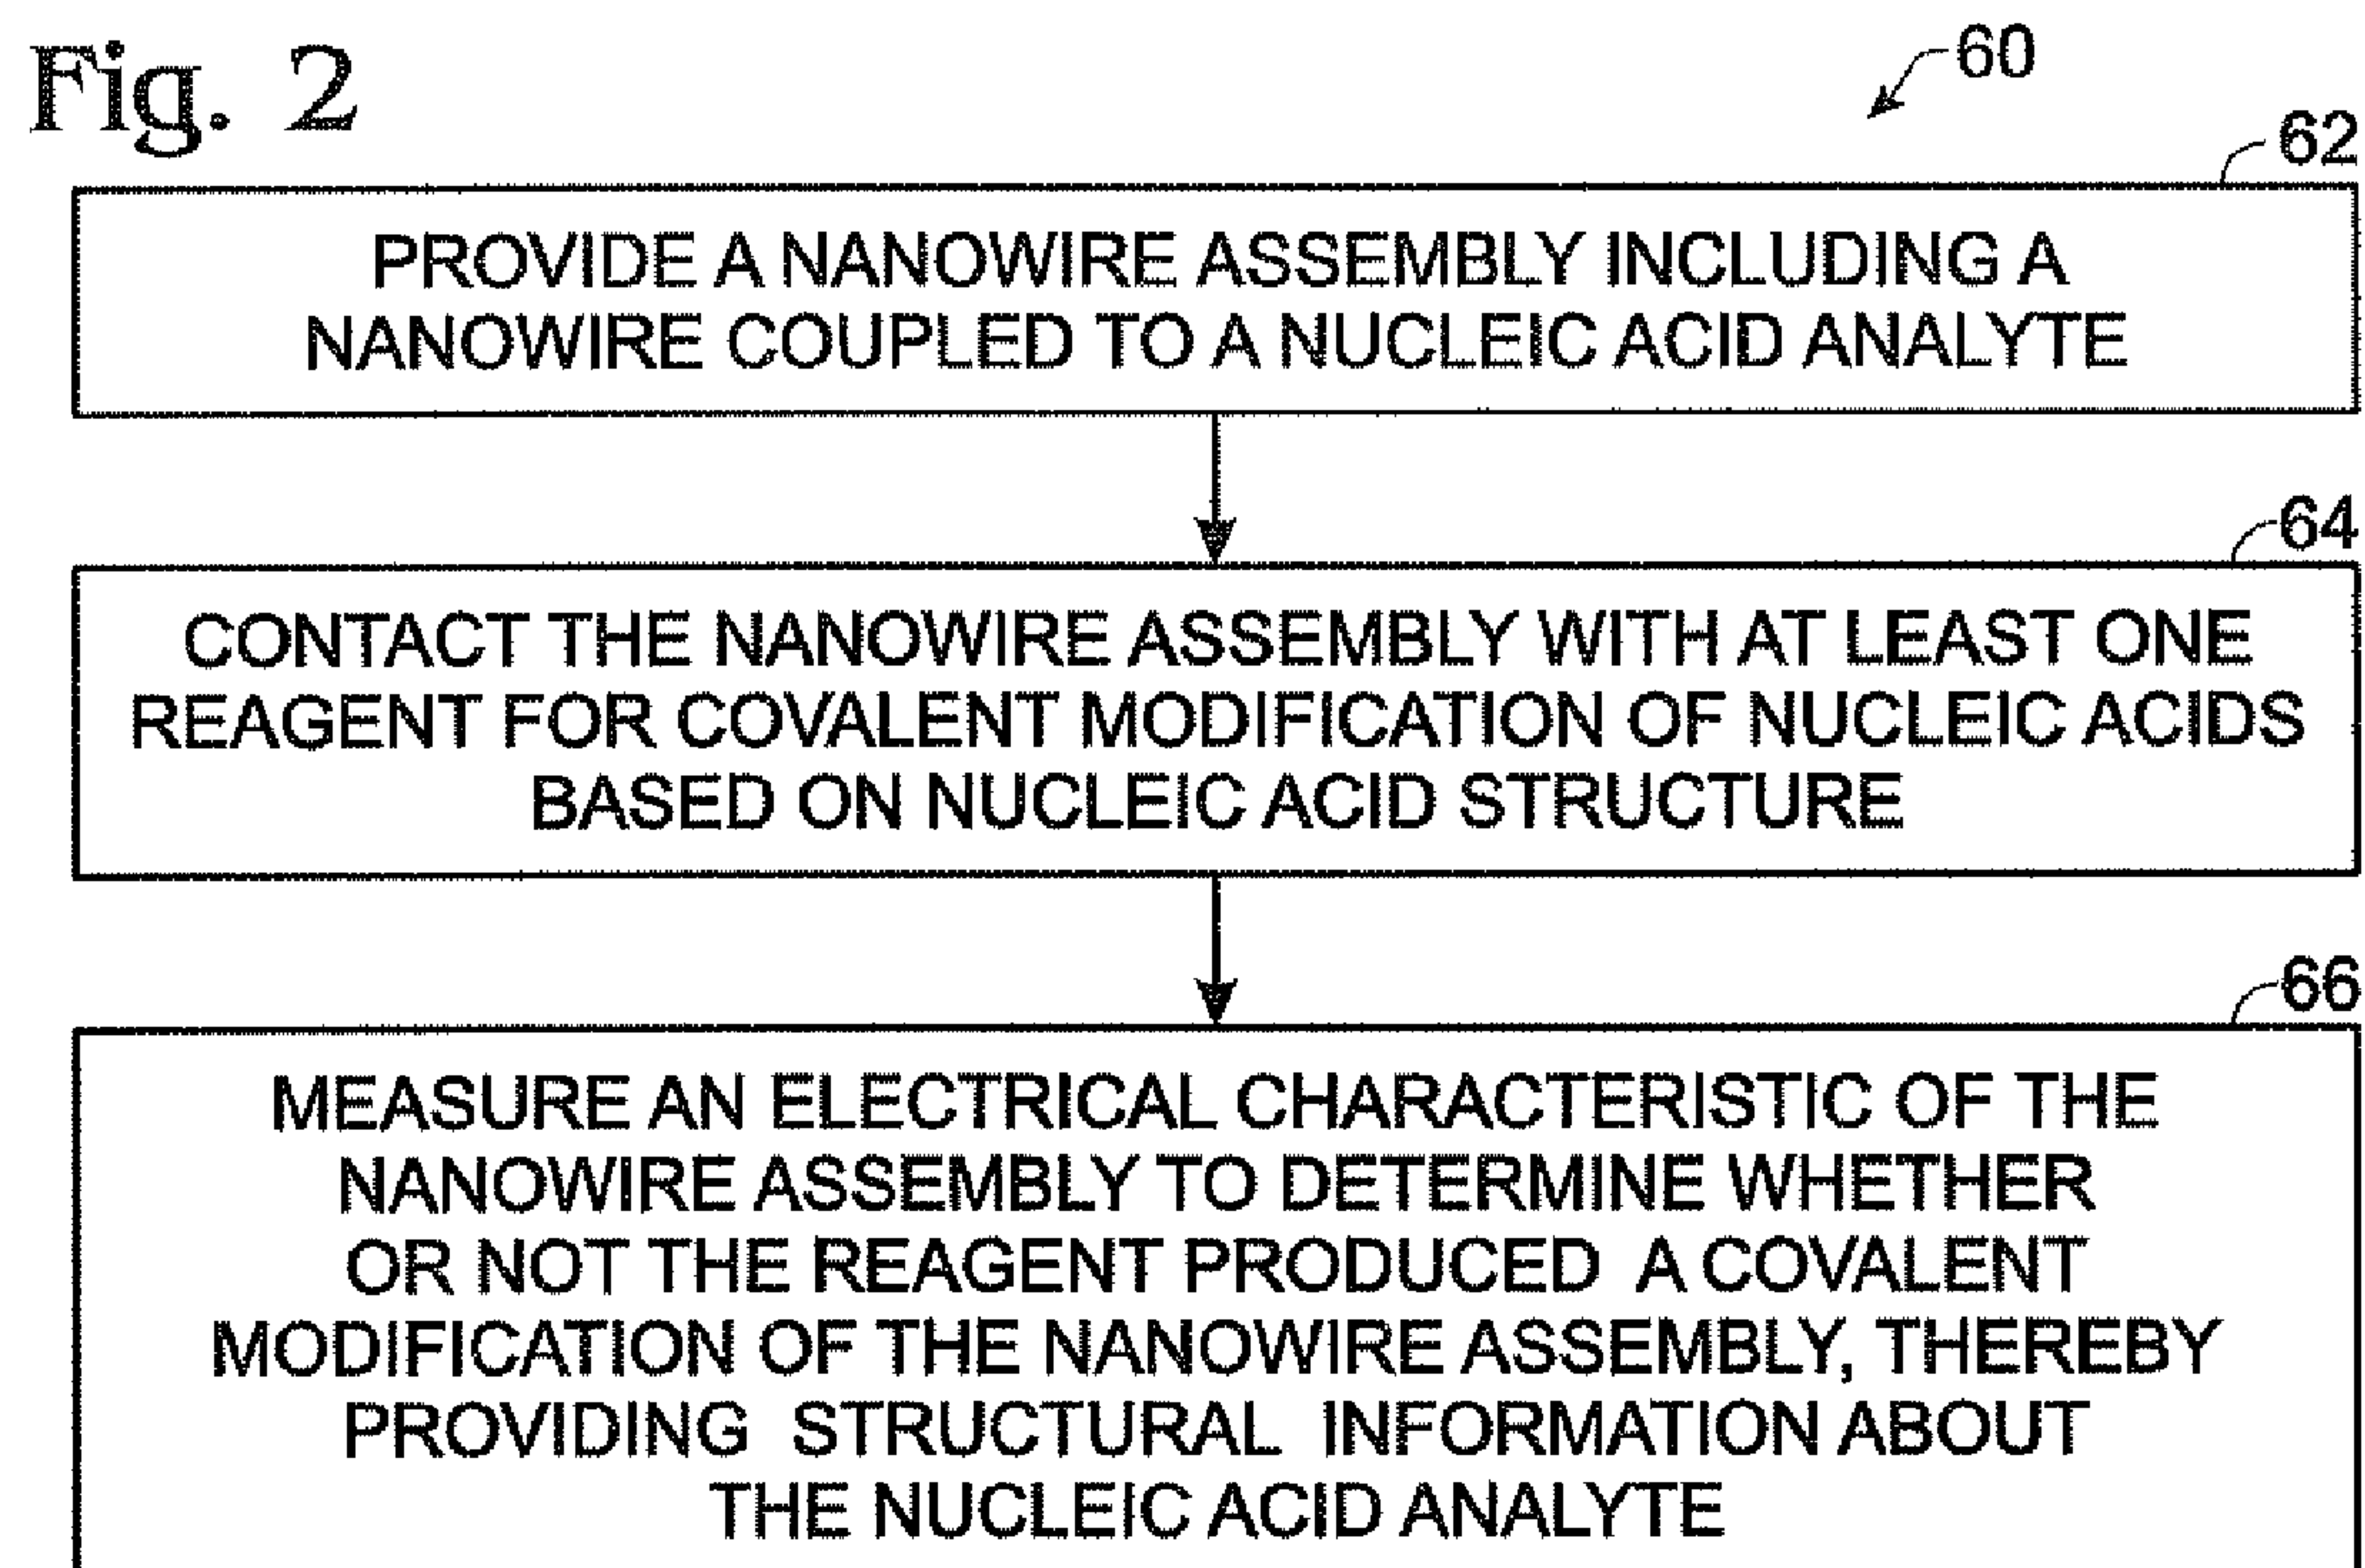 Fig. 2
60
62
PROVIDE A NANOWIRE ASSEMBLY INCLUDING A
NANOWIRE COUPLED TO A NUCLEIC ACID ANALYTE
64
CONTACT THE NANOWIRE ASSEMBLY WITH AT LEAST ONE
REAGENT FOR COVALENT MODIFICATION OF NUCLEIC ACIDS
BASED ON NUCLEIC ACID STRUCTURE
66
MEASURE AN ELECTRICAL CHARACTERISTIC OF THE
NANOWIRE ASSEMBLY TO DETERMINE WHETHER
OR NOT THE REAGENT PRODUCED A COVALENT
MODIFICATION OF THE NANOWIRE ASSEMBLY, THEREBY
PROVIDING STRUCTURAL INFORMATION ABOUT
THE NUCLEIC ACID ANALYTE